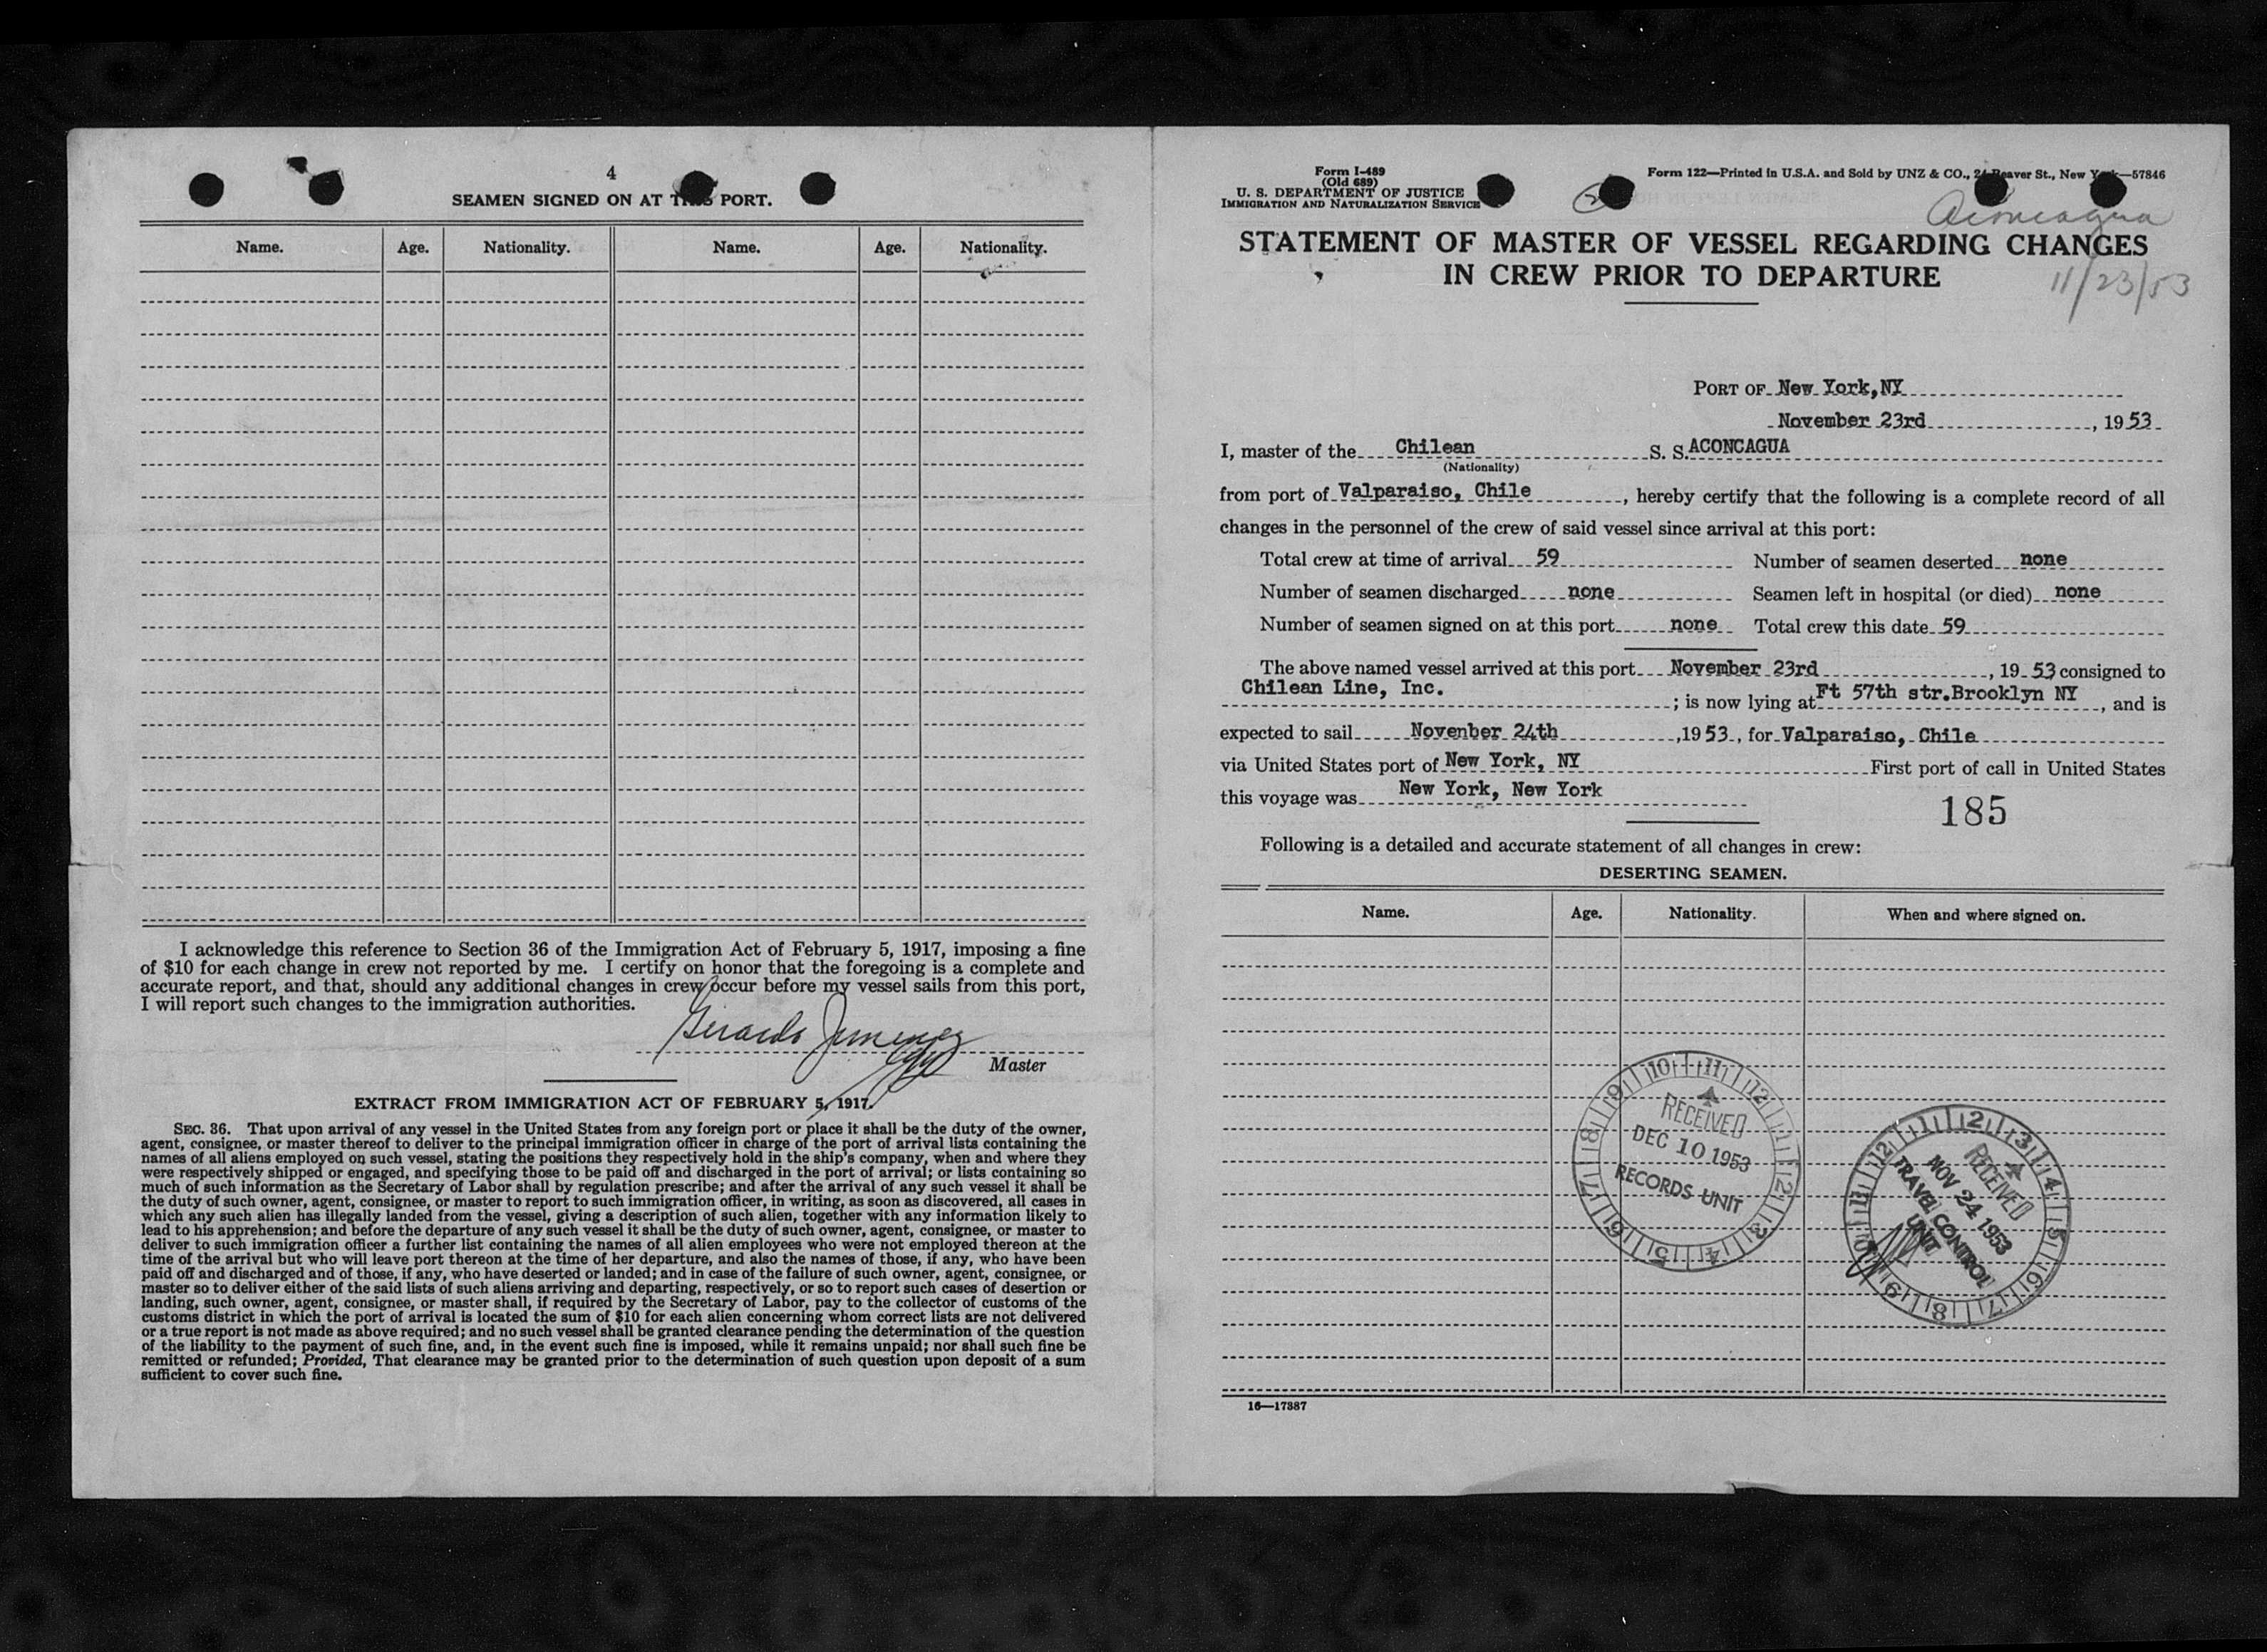 4
SEAMEN SIGNED ON AT THIS PORT.
Name. Age. Nationality. Name. Age. Nationality.
I acknowledge this reference to Section 36 of the Immigration Act of February 5, 1917, imposing a fine
of $10 for each change in crew not reported by me. I certify on honor that the foregoing is a complete and
accurate report, and that, should any additional changes in crew occur before my vessel sails from this port,
I will report such changes to the immigration authorities.
Gerardo Jimenez
Master
EXTRACT FROM IMMIGRATION ACT OF FEBRUARY 5, 1917.
SEC. 36. That upon arrival of any vessel in the United States from any foreign port or place it shall be the duty of the owner,
agent, consignee, or master thereof to deliver to the principal immigration officer in charge of the port of arrival lists containing the
names of all aliens employed on such vessel, stating the positions they respectively hold in the ship's company, when and where they
were respectively shipped or engaged, and specifying those to be paid off and discharged in the port of arrival; or lists containing so
much of such information as the Secretary of Labor shall by regulation prescribe; and after the arrival of any such vessel it shall be
the duty of such owner, agent, consignee, or master to report to such immigration officer, in writing, as soon as discovered, all cases in
which any such alien has illegally landed from the vessel, giving a description of such alien, together with any information likely to
lead to his apprehension; and before the departure of any such vessel it shall be the duty of such owner, agent, consignee, or master to
deliver to such immigration officer a further list containing the names of all alien employees who were not employed thereon at the
time of the arrival but who will leave port thereon at the time of her departure, and also the names of those, if any, who have been
paid off and discharged and of those, if any, who have deserted or landed; and in case of the failure of such owner, agent, consignee, or
master so to deliver either of the said lists of such aliens arriving and departing, respectively, or so to report such cases of desertion or
landing, such owner, agent, consignee, or master shall, if required by the Secretary of Labor, pay to the collector of customs of the
customs district in which the port of arrival is located the sum of $10 for each alien concerning whom correct lists are not delivered
or a true report is not made as above required; and no such vessel shall be granted clearance pending the determination of the question
of the liability to the payment of such fine, and, in the event such fine is imposed, while it remains unpaid; nor shall such fine be
remitted or refunded; Provided, That clearance may be granted prior to the determination of such question upon deposit of a sum
sufficient to cover such fine.
Form I-489
(Old 689)
U. S. DEPARTMENT OF JUSTICE
IMMIGRATION AND NATURALIZATION SERVICE
Form 122—Printed in U.S.A. and Sold by UNZ & CO., 24 Beaver St., New York—57846
Aconcagua
STATEMENT OF MASTER OF VESSEL REGARDING CHANGES
IN CREW PRIOR TO DEPARTURE
11/23/53
PORT OF New York,NY
November 23rd, 1953
I, master of the Chilean S. S. ACONCAGUA
(Nationality)
from port of Valparaiso, Chile, hereby certify that the following is a complete record of all
changes in the personnel of the crew of said vessel since arrival at this port:
Total crew at time of arrival 59 Number of seamen deserted none
Number of seamen discharged none Seamen left in hospital (or died) none
Number of seamen signed on at this port none Total crew this date 59
The above named vessel arrived at this port November 23rd, 1953 consigned to
Chilean Line, Inc.; is now lying at Ft 57th str.Brooklyn NY, and is
expected to sail Novenber 24th, 1953, for Valparaiso, Chile
via United States port of New York, NY First port of call in United States
this voyage was New York, New York
185
Following is a detailed and accurate statement of all changes in crew:
DESERTING SEAMEN.
Name. Age. Nationality. When and where signed on.
10 11 12 1 2 3 4 5 6 7 8 9
RECEIVED
DEC 10 1953
RECORDS UNIT
12 1 2 3 4 5 6 7 8 9 10 11
RECEIVED
NOV 24 1953
TRAVEL CONTROL
UNIT
16—17387